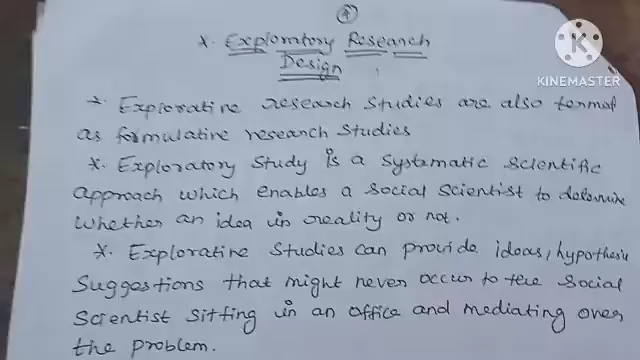 4
* Exploratory Research
Design
KINEMASTER
* Explorative research studies are also termed
as formulative research studies
* Exploratory Study is a systematic scientific
approach which enables a social scientist to determine
whether an idea in reality or not.
* Explorative Studies can provide ideas, hypothesis
Suggestions that might never occur to the Social
Scientist sitting in an office and mediating over
the problem.